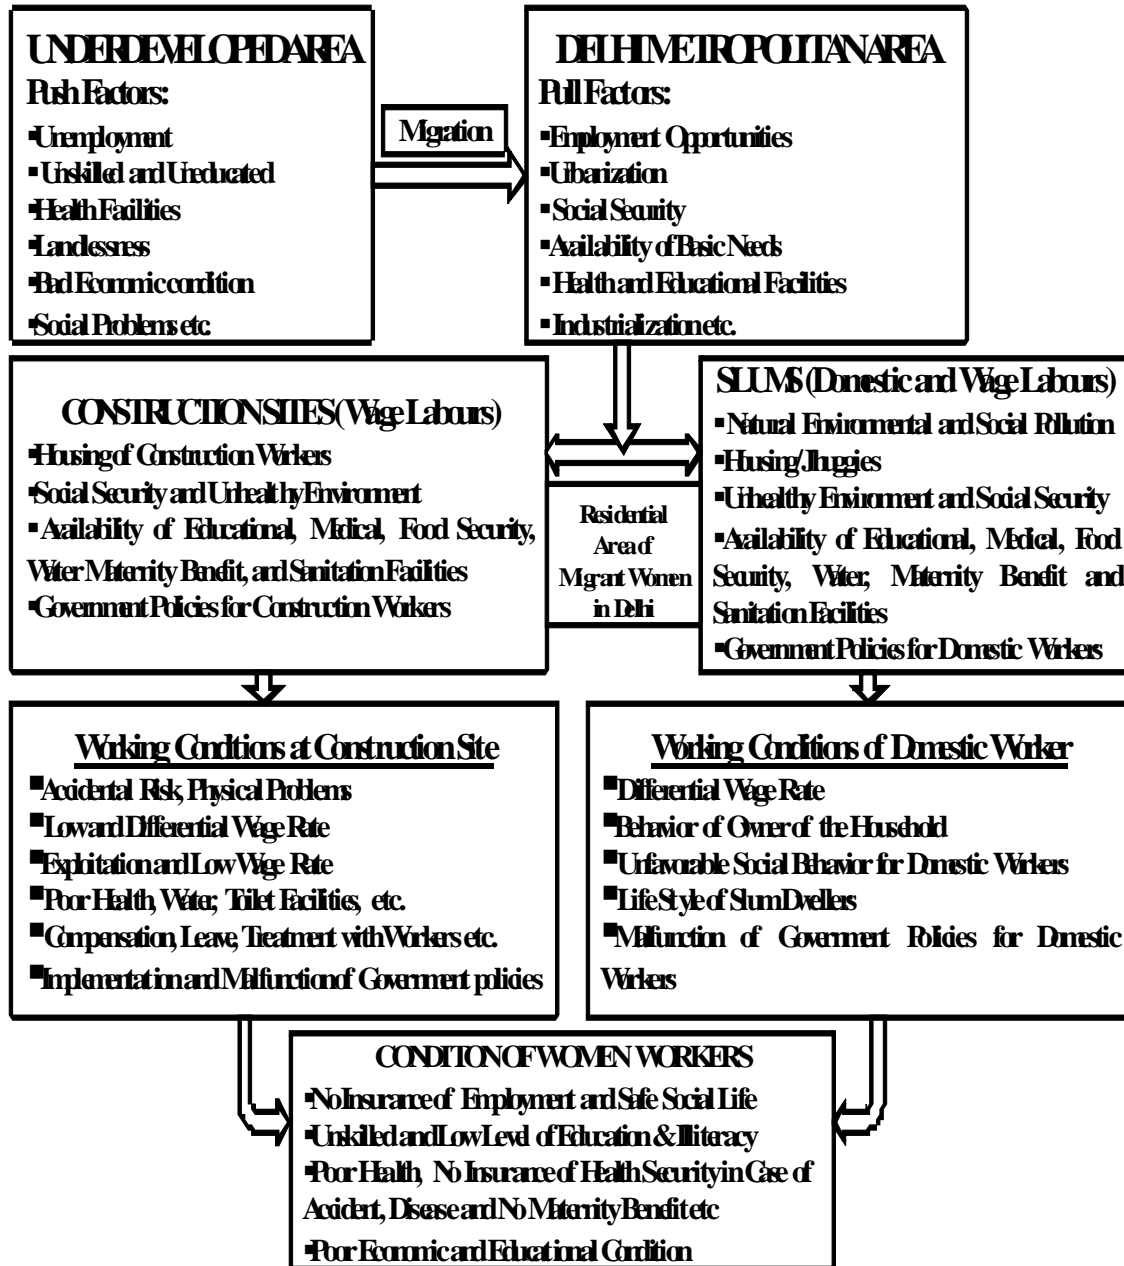 UNDERDEVELOPED AREA
Push Factors:
▪Unemployment
▪Unskilled and Uneducated
▪Health Facilities
▪Landlessness
▪Bad Economic condition
▪Social Problems etc.
Migration
DELHI METROPOLITAN AREA
Pull Factors:
▪Employment Opportunities
▪Urbanization
▪Social Security
▪Availability of Basic Needs
▪Health and Educational Facilities
▪Industrialization etc.
CONSTRUCTION SITES (Wage Labours)
▪Housing of Construction Workers
▪Social Security and Unhealthy Environment
▪Availability of Educational, Medical, Food Security,
Water Maternity Benefit, and Sanitation Facilities
▪Government Policies for Construction Workers
Residential
Area of
Migrant Women
in Delhi
SLUMS (Domestic and Wage Labours)
▪Natural Environmental and Social Pollution
▪Husing/Jhuggies
▪Unhealthy Environment and Social Security
▪Availability of Educational, Medical, Food
Security, Water, Maternity Benefit and
Sanitation Facilities
▪Government Policies for Domestic Workers
Working Conditions at Construction Site
▪Accidental Risk, Physical Problems
▪Low and Differential Wage Rate
▪Exploitation and Low Wage Rate
▪Poor Health, Water, Toilet Facilities, etc.
▪Compensation, Leave, Treatment with Workers etc.
▪Implementation and Malfunction of Government policies
Working Conditions of Domestic Worker
▪Differential Wage Rate
▪Behavior of Owner of the Household
▪Unfavorable Social Behavior for Domestic Workers
▪Life Style of Slum Dwellers
▪Malfunction of Government Policies for Domestic
Workers
CONDITION OF WOMEN WORKERS
▪No Insurance of Employment and Safe Social Life
▪Unskilled and Low Level of Education & Illiteracy
▪Poor Health, No Insurance of Health Security in Case of
Accident, Disease and No Maternity Benefit etc
▪Poor Economic and Educational Condition